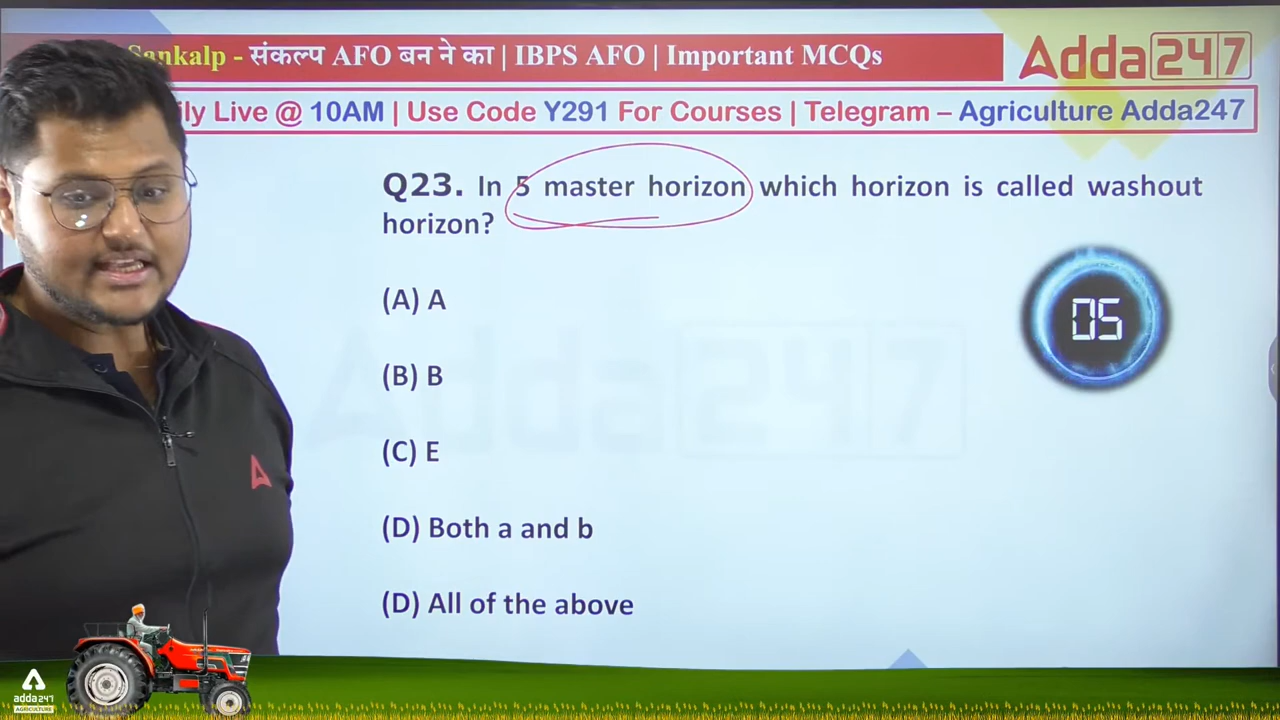 Sankalp - संकल्प AFO बन ने का | IBPS AFO | Important MCQs
Adda247
ily Live @ 10AM | Use Code Y291 For Courses | Telegram – Agriculture Adda247
Q23. In 5 master horizon which horizon is called washout
horizon?
05
(A) A
(B) B
(C) E
(D) Both a and b
(D) All of the above
Adda247
adda247
AGRICULTURE